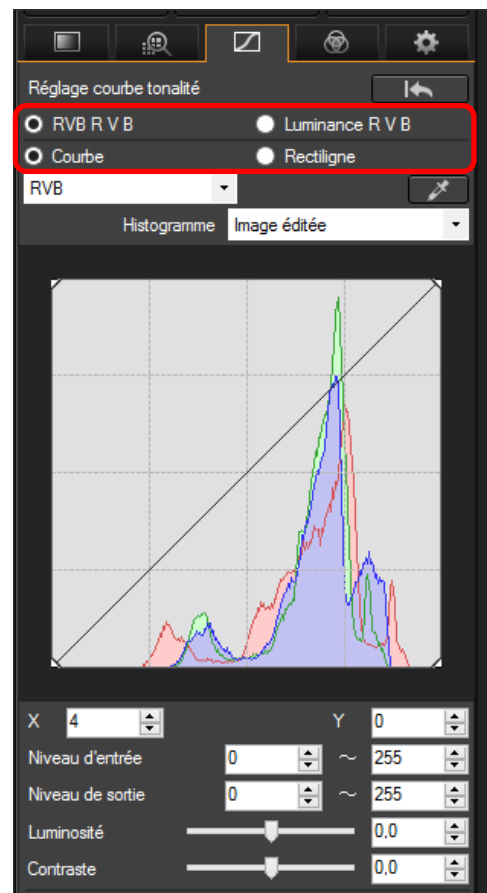 Réglage courbe tonalité
RVB R V B Luminance R V B
Courbe Rectiligne
RVB
Histogramme Image éditée
X 4 Y 0
Niveau d'entrée 0 ~ 255
Niveau de sortie 0 ~ 255
Luminosité 0,0
Contraste 0,0